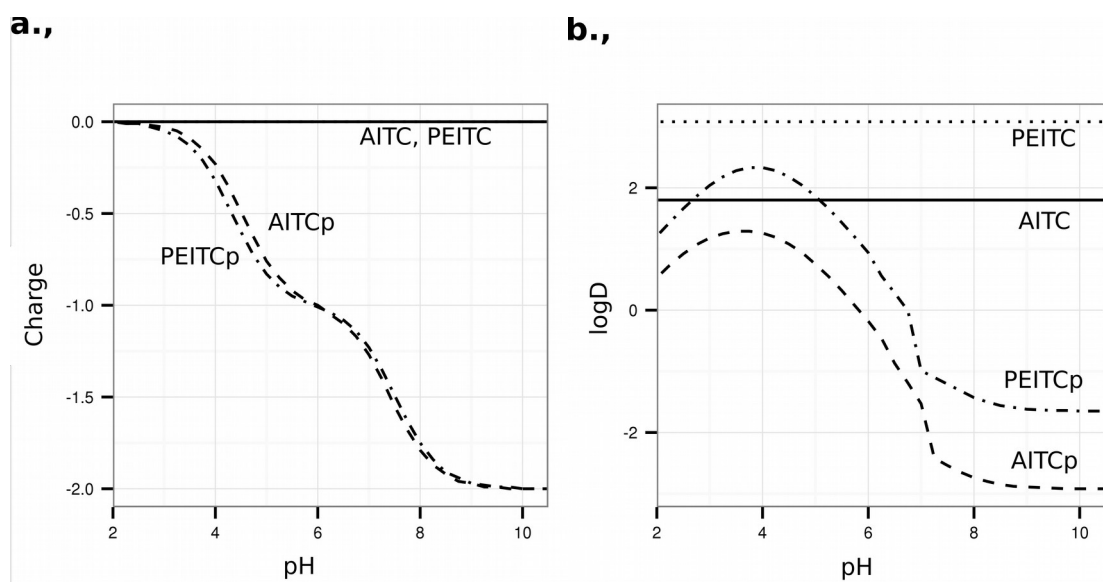 a.,
0.0
-0.5
-1.0
-1.5
-2.0
Charge
AITC, PEITC
AITCp
PEITCp
2 4 6 8 10
pH
b.,
2
0
-2
logD
PEITC
AITC
PEITCp
AITCp
2 4 6 8 10
pH